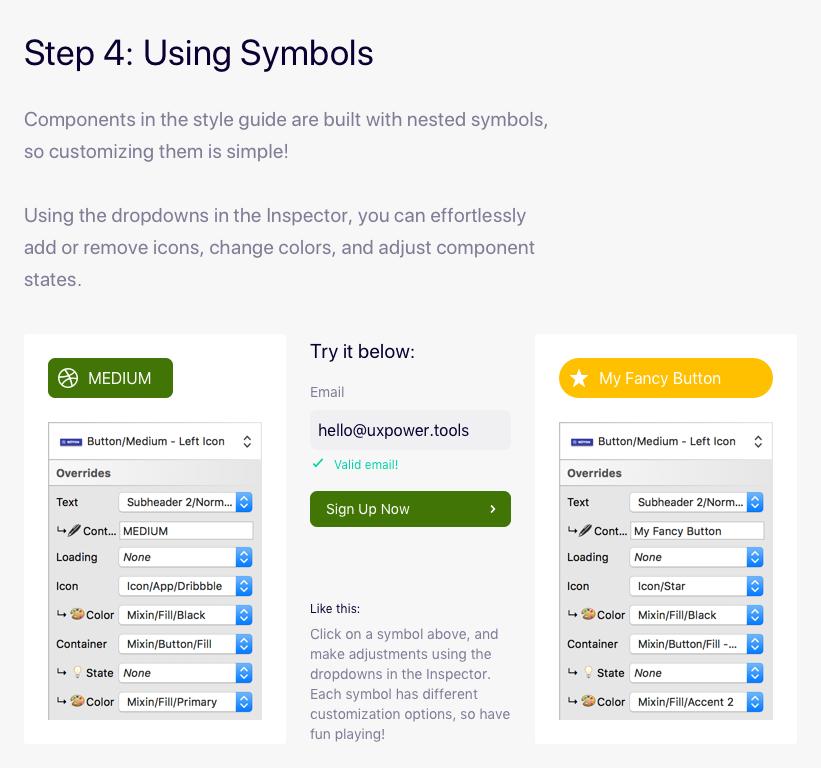 Step 4: Using Symbols
Components in the style guide are built with nested symbols,
so customizing them is simple!
Using the dropdowns in the Inspector, you can effortlessly
add or remove icons, change colors, and adjust component
states.
MEDIUM
Button/Medium - Left Icon
Overrides
Text Subheader 2/Norm...
Cont... MEDIUM
Loading None
Icon Icon/App/Dribbble
Color Mixin/Fill/Black
Container Mixin/Button/Fill
State None
Color Mixin/Fill/Primary
Try it below:
Email
hello@uxpower.tools
Valid email!
Sign Up Now
Like this:
Click on a symbol above, and
make adjustments using the
dropdowns in the Inspector.
Each symbol has different
customization options, so have
fun playing!
My Fancy Button
Button/Medium - Left Icon
Overrides
Text Subheader 2/Norm...
Cont... My Fancy Button
Loading None
Icon Icon/Star
Color Mixin/Fill/Black
Container Mixin/Button/Fill -...
State None
Color Mixin/Fill/Accent 2